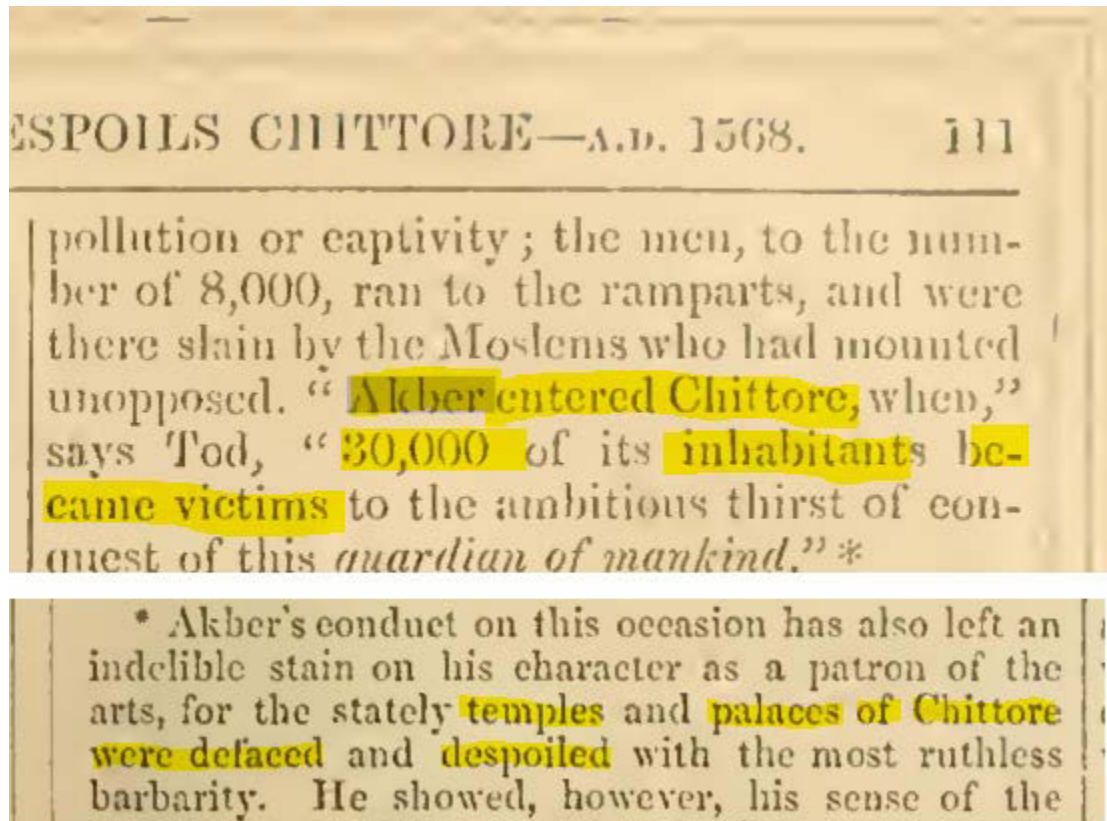 ESPOILS CHITTORE—A.D. 1568. 111
pollution or captivity; the men, to the num-
ber of 8,000, ran to the ramparts, and were
there slain by the Moslems who had mounted
unopposed. “Akber entered Chittore, when,”
says Tod, “30,000 of its inhabitants be-
came victims to the ambitious thirst of con-
quest of this guardian of mankind.”*
* Akber's conduct on this occasion has also left an
indelible stain on his character as a patron of the
arts, for the stately temples and palaces of Chittore
were defaced and despoiled with the most ruthless
barbarity. He showed, however, his sense of the